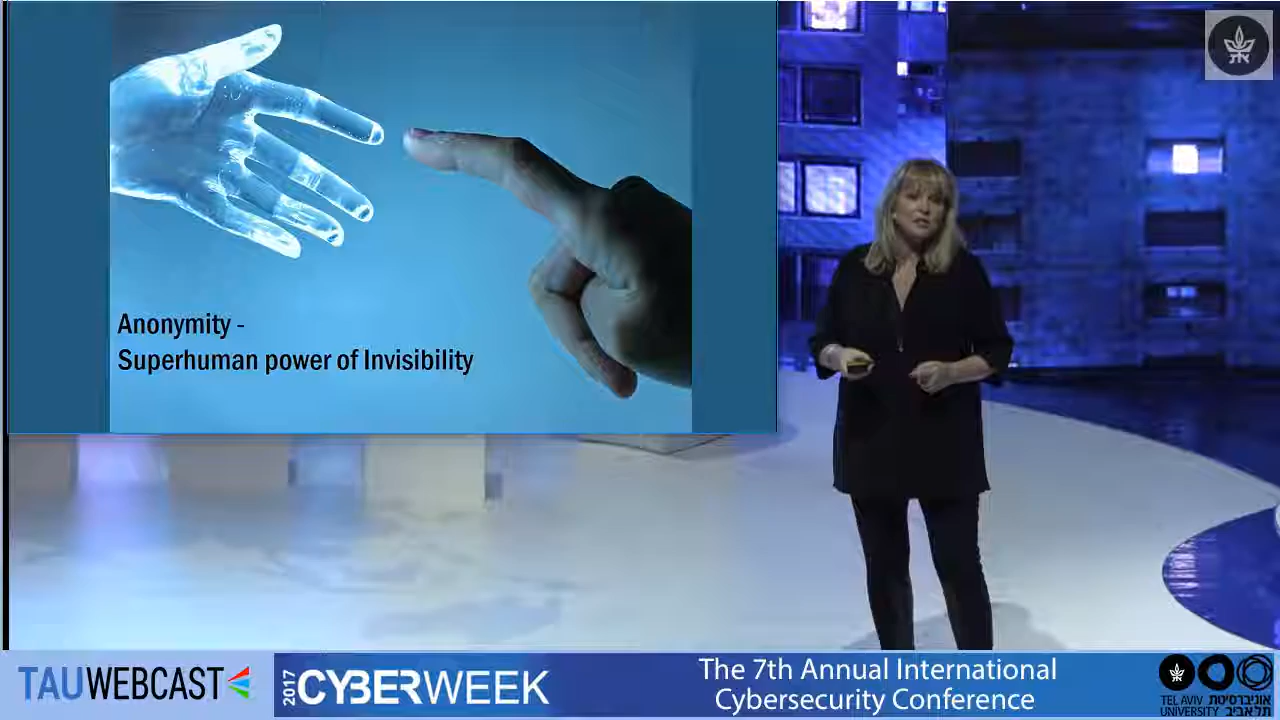 Anonymity -
Superhuman power of Invisibility
TAUWEBCAST
2017 CYBERWEEK
The 7th Annual International
Cybersecurity Conference
TEL AVIV UNIVERSITY
אוניברסיטת תל אביב